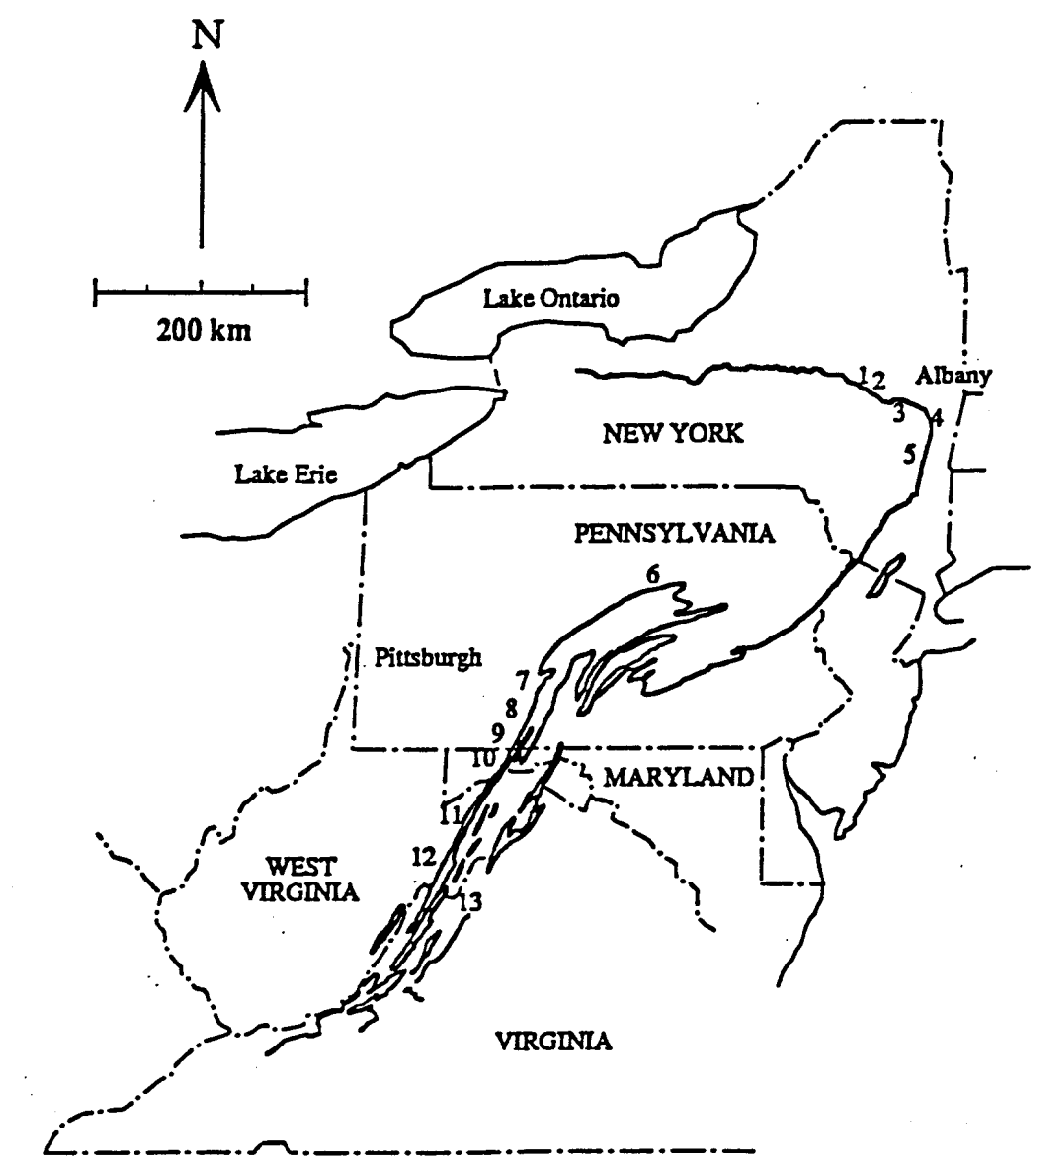 N
Lake Ontario
200 km
1 2
Albany
3
4
NEW YORK
5
Lake Erie
PENNSYLVANIA
6
Pittsburgh
7
8
9
10
MARYLAND
11
12
WEST
VIRGINIA
13
VIRGINIA